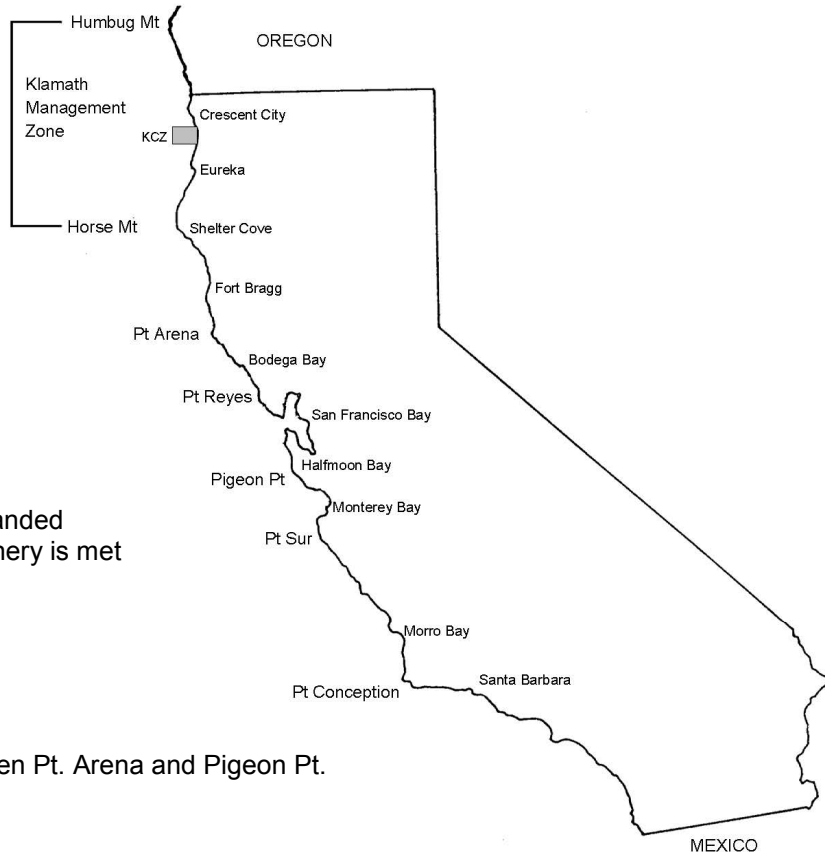 Humbug Mt
OREGON
Klamath
Management
Zone
Crescent City
KCZ
Eureka
Horse Mt
Shelter Cove
Fort Bragg
Pt Arena
Bodega Bay
Pt Reyes
San Francisco Bay
Halfmoon Bay
Pigeon Pt
Monterey Bay
anded
Pt Sur
nery is met
Morro Bay
Santa Barbara
Pt Conception
en Pt. Arena and Pigeon Pt.
MEXICO